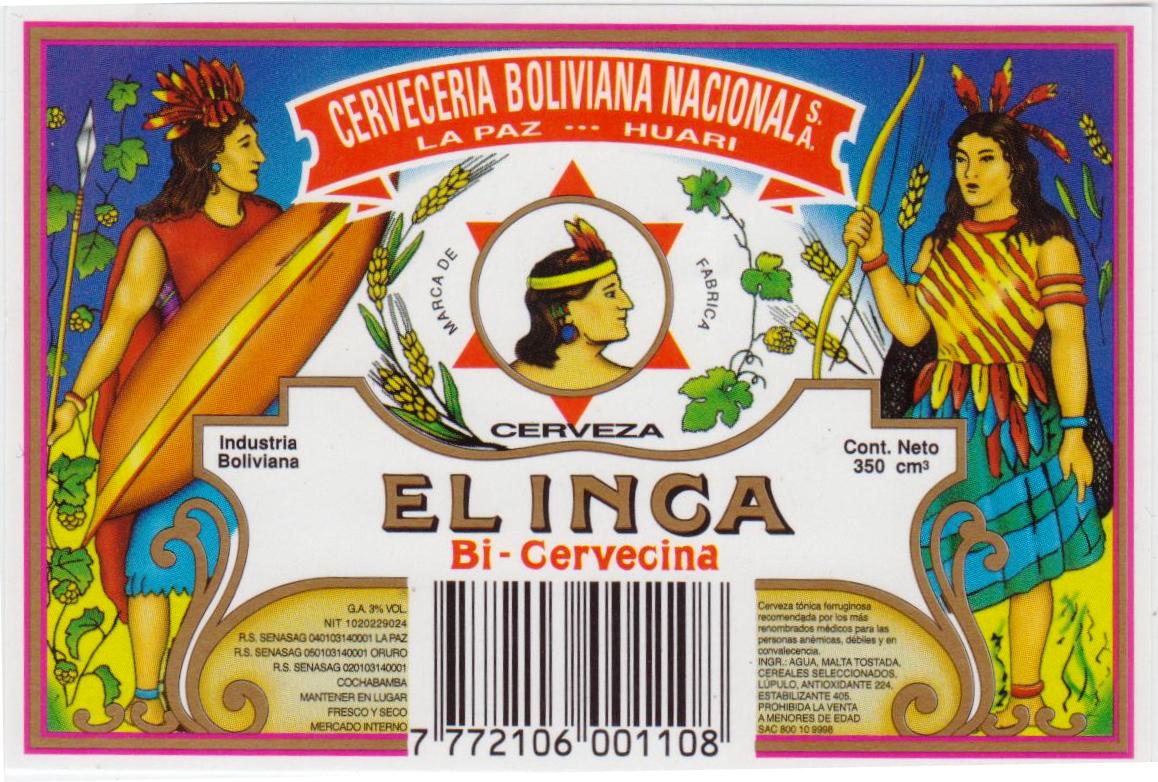 CERVECERIA BOLIVIANA NACIONAL S.A.
LA PAZ ••• HUARI
MARCA DE
FABRICA
CERVEZA
Industria
Boliviana
Cont. Neto
350 cm³
EL INCA
Bi-Cervecina
G.A. 3% VOL.
NIT 1020229024
R.S. SENASAG 040103140001 LA PAZ
R.S. SENASAG 050103140001 ORURO
R.S. SENASAG 020103140001
COCHABAMBA
MANTENER EN LUGAR
FRESCO Y SECO
MERCADO INTERNO
Cerveza tónica ferruginosa
recomendada por los más
renombrados médicos para las
personas anémicas, débiles y en
convalecencia.
INGR.: AGUA, MALTA TOSTADA,
CEREALES SELECCIONADOS,
LÚPULO, ANTIOXIDANTE 224,
ESTABILIZANTE 405.
PROHIBIDA LA VENTA
A MENORES DE EDAD
SAC 800 10 9998
7 772106 001108